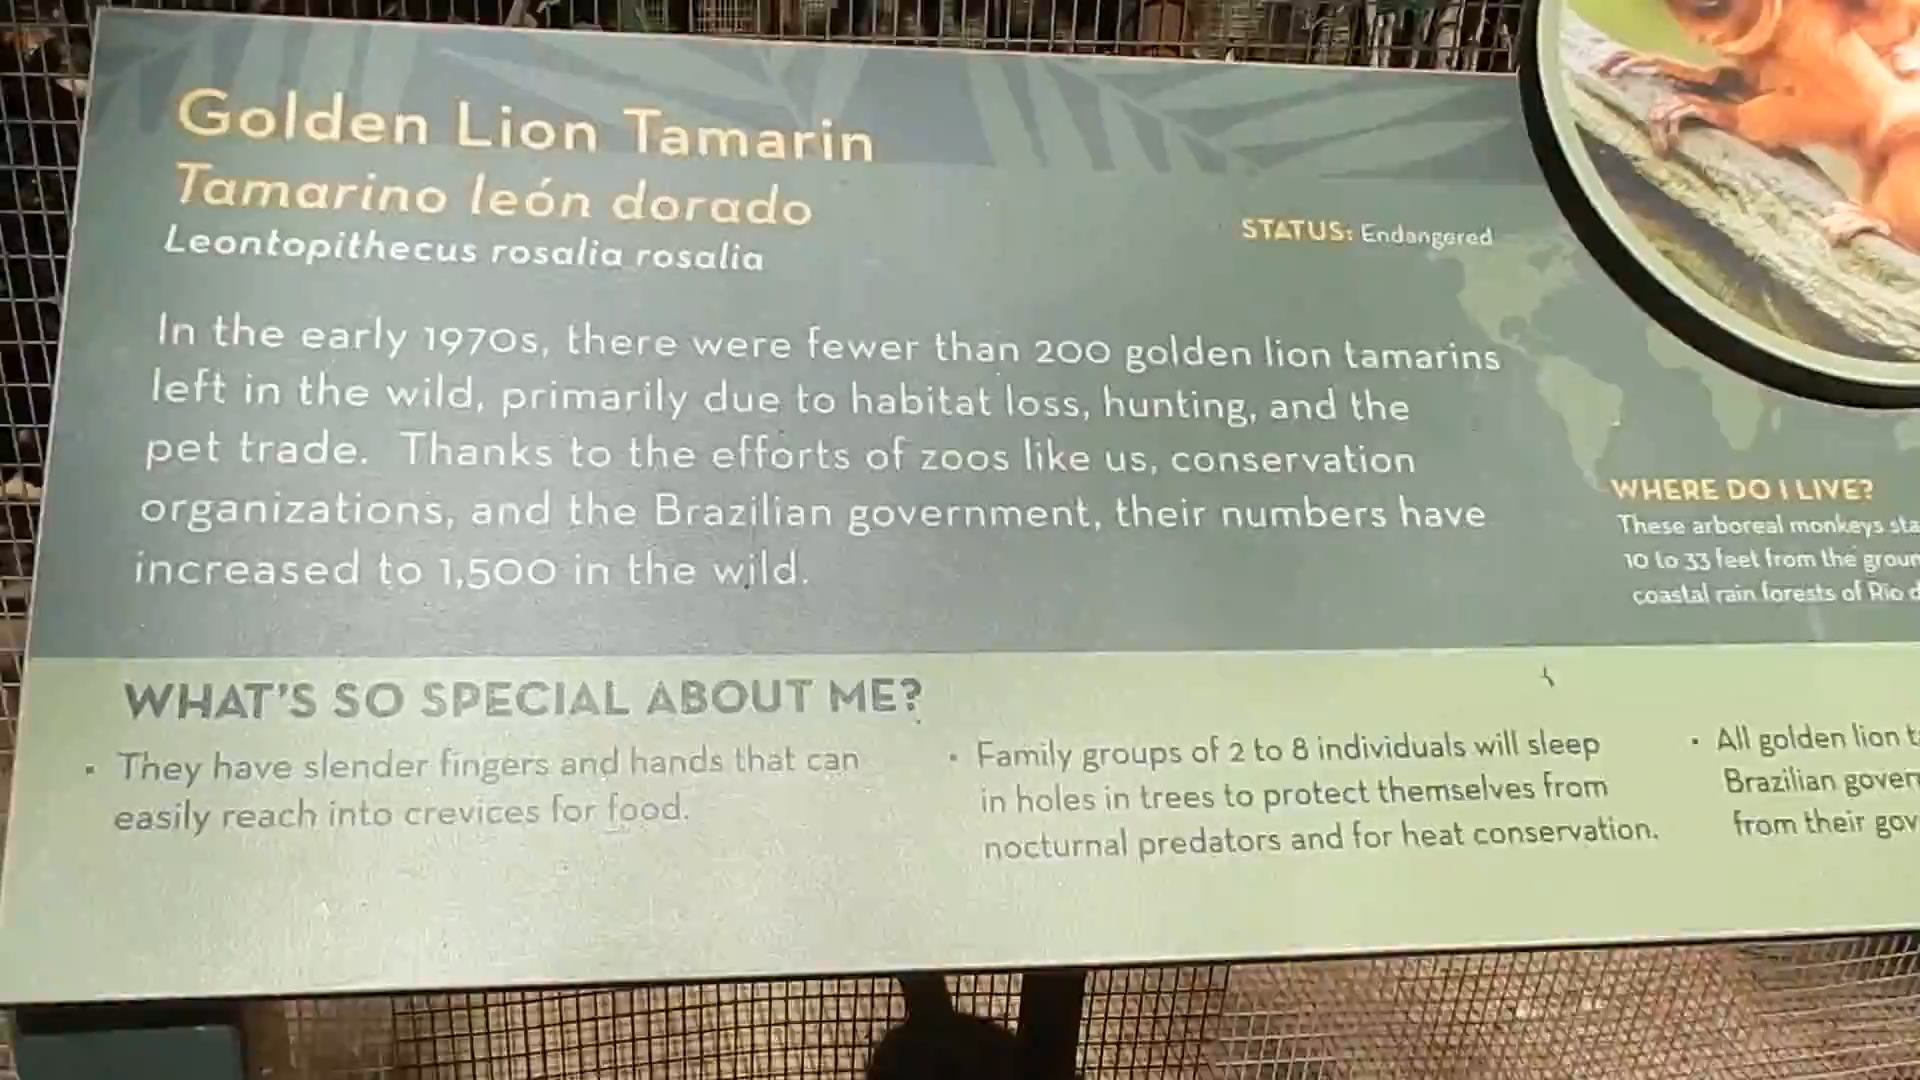 Golden Lion Tamarin
Tamarino león dorado
Leontopithecus rosalia rosalia
STATUS: Endangered
In the early 1970s, there were fewer than 200 golden lion tamarins
left in the wild, primarily due to habitat loss, hunting, and the
pet trade. Thanks to the efforts of zoos like us, conservation
organizations, and the Brazilian government, their numbers have
increased to 1,500 in the wild.
WHERE DO I LIVE?
These arboreal monkeys
10 to 33 feet from the
coastal rain forests of Rio
WHAT'S SO SPECIAL ABOUT ME?
▪ They have slender fingers and hands that can
easily reach into crevices for food.
▪ Family groups of 2 to 8 individuals will sleep
in holes in trees to protect themselves from
nocturnal predators and for heat conservation.
▪ All golden lion
Brazilian
from their